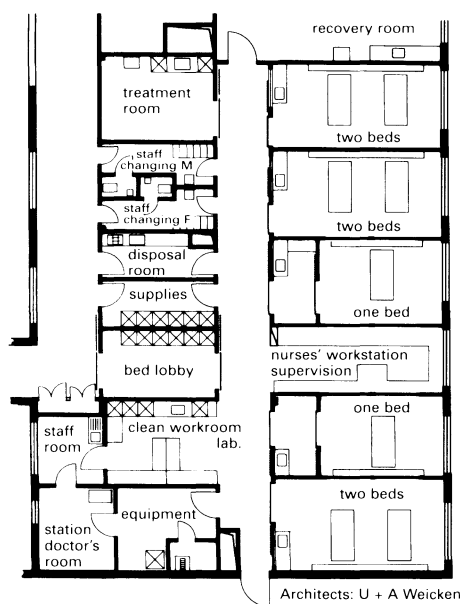 recovery room
treatment
room
two beds
staff
changing M
staff
changing F
two beds
disposal
room
supplies
one bed
nurses' workstation
supervision
bed lobby
one bed
staff
room
clean workroom
lab.
two beds
equipment
station
doctor's
room
Architects: U + A Weicken